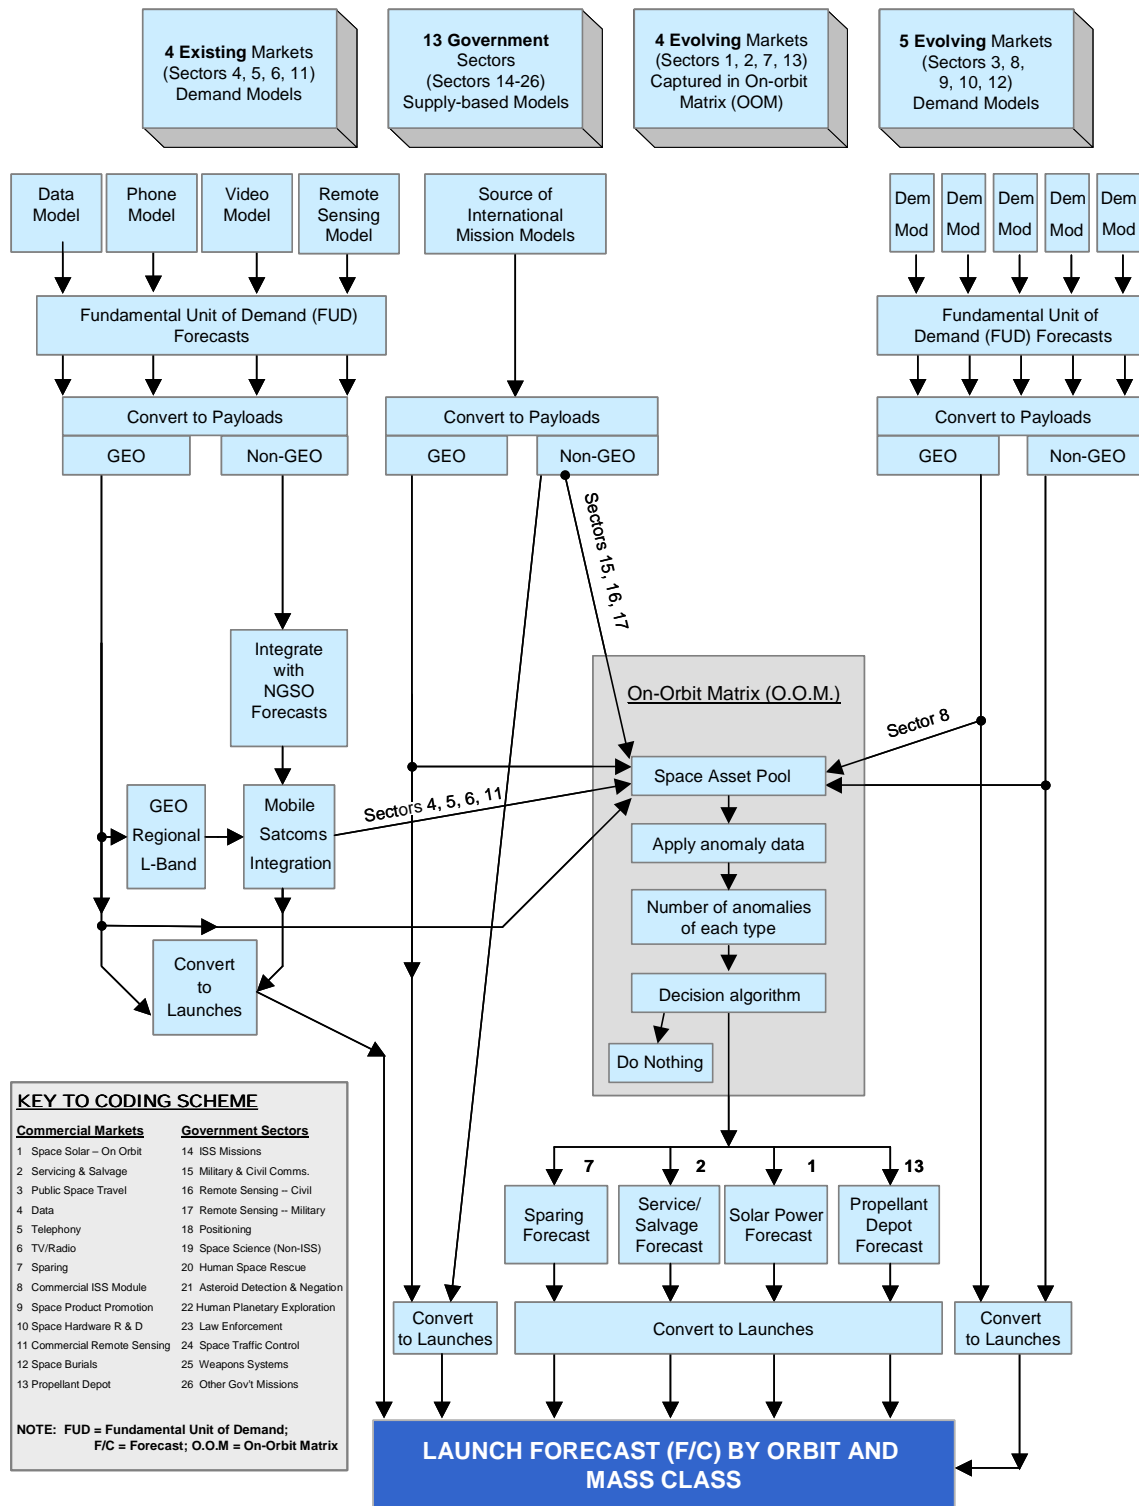 4 Existing Markets
(Sectors 4, 5, 6, 11)
Demand Models
13 Government
Sectors
(Sectors 14-26)
Supply-based Models
4 Evolving Markets
(Sectors 1, 2, 7, 13)
Captured in On-orbit
Matrix (OOM)
5 Evolving Markets
(Sectors 3, 8,
9, 10, 12)
Demand Models
Data
Model
Phone
Model
Video
Model
Remote
Sensing
Model
Source of
International
Mission Models
Dem
Mod
Dem
Mod
Dem
Mod
Dem
Mod
Dem
Mod
Fundamental Unit of Demand (FUD)
Forecasts
Fundamental Unit of
Demand (FUD) Forecasts
Convert to Payloads
GEO
Non-GEO
Convert to Payloads
GEO
Non-GEO
Convert to Payloads
GEO
Non-GEO
Sectors 15, 16, 17
Integrate
with
NGSO
Forecasts
On-Orbit Matrix (O.O.M.)
Sector 8
Space Asset Pool
GEO
Regional
L-Band
Mobile
Satcoms
Integration
Sectors 4, 5, 6, 11
Apply anomaly data
Number of anomalies
of each type
Decision algorithm
Do Nothing
Convert
to
Launches
KEY TO CODING SCHEME
Commercial Markets
1 Space Solar – On Orbit
2 Servicing & Salvage
3 Public Space Travel
4 Data
5 Telephony
6 TV/Radio
7 Sparing
8 Commercial ISS Module
9 Space Product Promotion
10 Space Hardware R & D
11 Commercial Remote Sensing
12 Space Burials
13 Propellant Depot
Government Sectors
14 ISS Missions
15 Military & Civil Comms.
16 Remote Sensing -- Civil
17 Remote Sensing -- Military
18 Positioning
19 Space Science (Non-ISS)
20 Human Space Rescue
21 Asteroid Detection & Negation
22 Human Planetary Exploration
23 Law Enforcement
24 Space Traffic Control
25 Weapons Systems
26 Other Gov't Missions
NOTE: FUD = Fundamental Unit of Demand;
F/C = Forecast; O.O.M = On-Orbit Matrix
7
2
1
13
Sparing
Forecast
Service/
Salvage
Forecast
Solar Power
Forecast
Propellant
Depot
Forecast
Convert
to Launches
Convert to Launches
Convert
to Launches
LAUNCH FORECAST (F/C) BY ORBIT AND
MASS CLASS